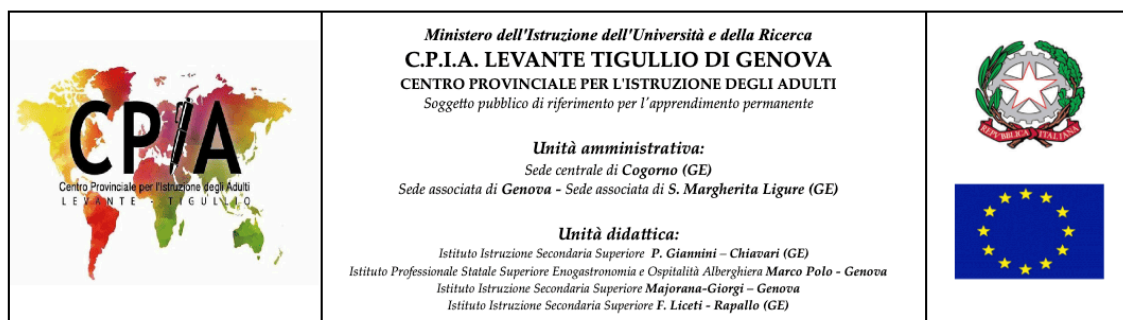 CPIA
Centro Provinciale per l'Istruzione degli Adulti
LEVANTE - TIGULLIO
Ministero dell'Istruzione dell'Università e della Ricerca
C.P.I.A. LEVANTE TIGULLIO DI GENOVA
CENTRO PROVINCIALE PER L'ISTRUZIONE DEGLI ADULTI
Soggetto pubblico di riferimento per l'apprendimento permanente
Unità amministrativa:
Sede centrale di Cogorno (GE)
Sede associata di Genova - Sede associata di S. Margherita Ligure (GE)
Unità didattica:
Istituto Istruzione Secondaria Superiore P. Giannini – Chiavari (GE)
Istituto Professionale Statale Superiore Enogastronomia e Ospitalità Alberghiera Marco Polo - Genova
Istituto Istruzione Secondaria Superiore Majorana-Giorgi – Genova
Istituto Istruzione Secondaria Superiore F. Liceti - Rapallo (GE)
REPVBBLICA ITALIANA